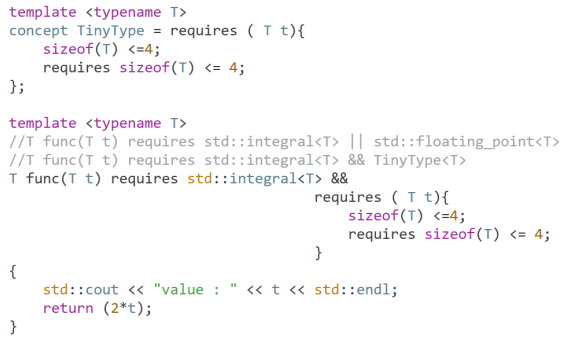 template <typename T>
concept TinyType = requires ( T t){
    sizeof(T) <=4;
    requires sizeof(T) <= 4;
};

template <typename T>
//T func(T t) requires std::integral<T> || std::floating_point<T>
//T func(T t) requires std::integral<T> && TinyType<T>
T func(T t) requires std::integral<T> &&
                                    requires ( T t){
                                        sizeof(T) <=4;
                                        requires sizeof(T) <= 4;
                                    }
{
    std::cout << "value : " << t << std::endl;
    return (2*t);
}